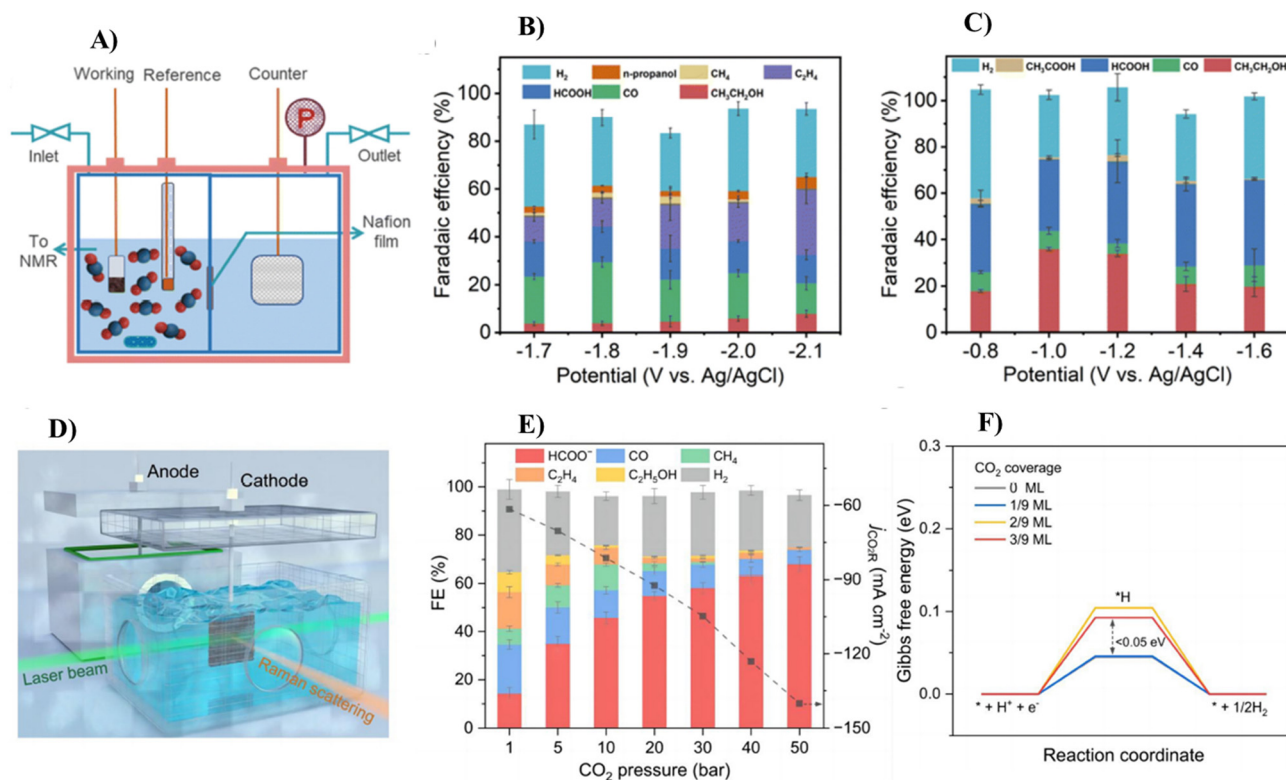 A)
Working Reference Counter
P
Inlet
Outlet
To
NMR
Nafion
film
B)
H2 n-propanol CH4 C2H4
HCOOH CO CH3CH2OH
Faradaic effciency (%)
100
80
60
40
20
0
-1.7 -1.8 -1.9 -2.0 -2.1
Potential (V vs. Ag/AgCl)
C)
H2 CH3COOH HCOOH CO CH3CH2OH
Faradaic efficiency (%)
100
80
60
40
20
0
-0.8 -1.0 -1.2 -1.4 -1.6
Potential (V vs. Ag/AgCl)
D)
Anode
Cathode
Laser beam
Raman scattering
E)
HCOO⁻ CO CH4
C2H4 C2H5OH H2
FE (%)
100
80
60
40
20
0
1 5 10 20 30 40 50
CO2 pressure (bar)
−60
−90
−120
−150
jCO2R (mA cm⁻²)
F)
CO2 coverage
0 ML
1/9 ML
2/9 ML
3/9 ML
Gibbs free energy (eV)
0.3
0.2
0.1
0.0
*H
<0.05 eV
* + H⁺ + e⁻
* + 1/2H2
Reaction coordinate